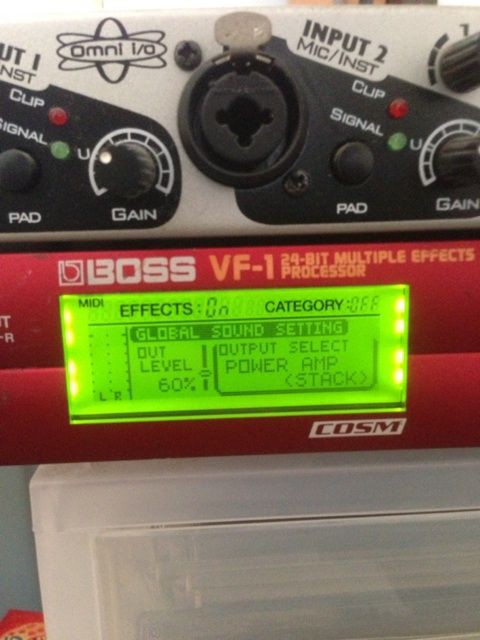 Omni i/o
UT 1
NST
INPUT 2
MIC/INST
CLIP
CLIP
SIGNAL
SIGNAL
U
U
PAD
GAIN
PAD
GAIN
BOSS VF-1 24-BIT MULTIPLE EFFECTS PROCESSOR
MIDI EFFECTS:On CATEGORY:OFF
GLOBAL SOUND SETTING
OUT LEVEL
60%
OUTPUT SELECT
POWER AMP
(STACK)
L R
UT
-R
COSM